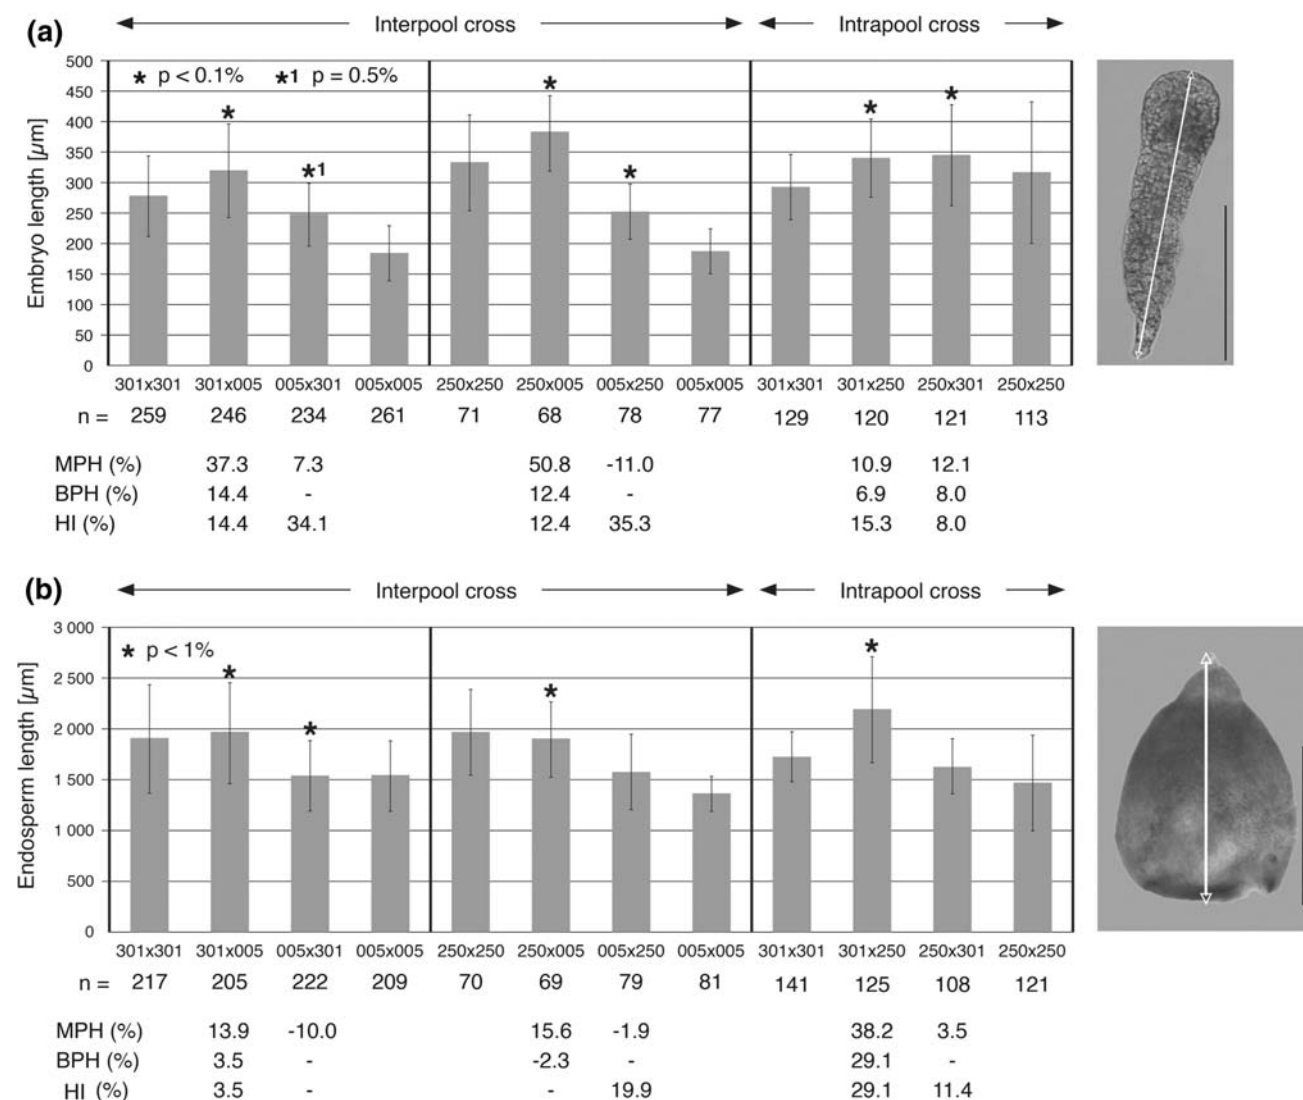 (a)
Interpool cross Intrapool cross
Embryo length [µm]
500
450
400
350
300
250
200
150
100
50
0
* p < 0.1% *1 p = 0.5%
* *1 * * * *
301x301 301x005 005x301 005x005 250x250 250x005 005x250 005x005 301x301 301x250 250x301 250x250
n = 259 246 234 261 71 68 78 77 129 120 121 113
MPH (%) 37.3 7.3 50.8 -11.0 10.9 12.1
BPH (%) 14.4 - 12.4 - 6.9 8.0
HI (%) 14.4 34.1 12.4 35.3 15.3 8.0
(b)
Interpool cross Intrapool cross
Endosperm length [µm]
3 000
2 500
2 000
1 500
1 000
500
0
* p < 1%
* * * *
301x301 301x005 005x301 005x005 250x250 250x005 005x250 005x005 301x301 301x250 250x301 250x250
n = 217 205 222 209 70 69 79 81 141 125 108 121
MPH (%) 13.9 -10.0 15.6 -1.9 38.2 3.5
BPH (%) 3.5 - -2.3 - 29.1 -
HI (%) 3.5 - - 19.9 29.1 11.4